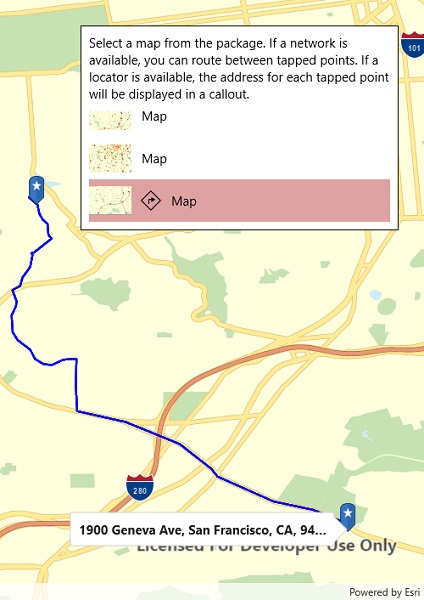 Select a map from the package. If a network is
available, you can route between tapped points. If a
locator is available, the address for each tapped point
will be displayed in a callout.
101
Map
Map
Map
280
1900 Geneva Ave, San Francisco, CA, 94...
Licensed For Developer Use Only
Powered by Esri